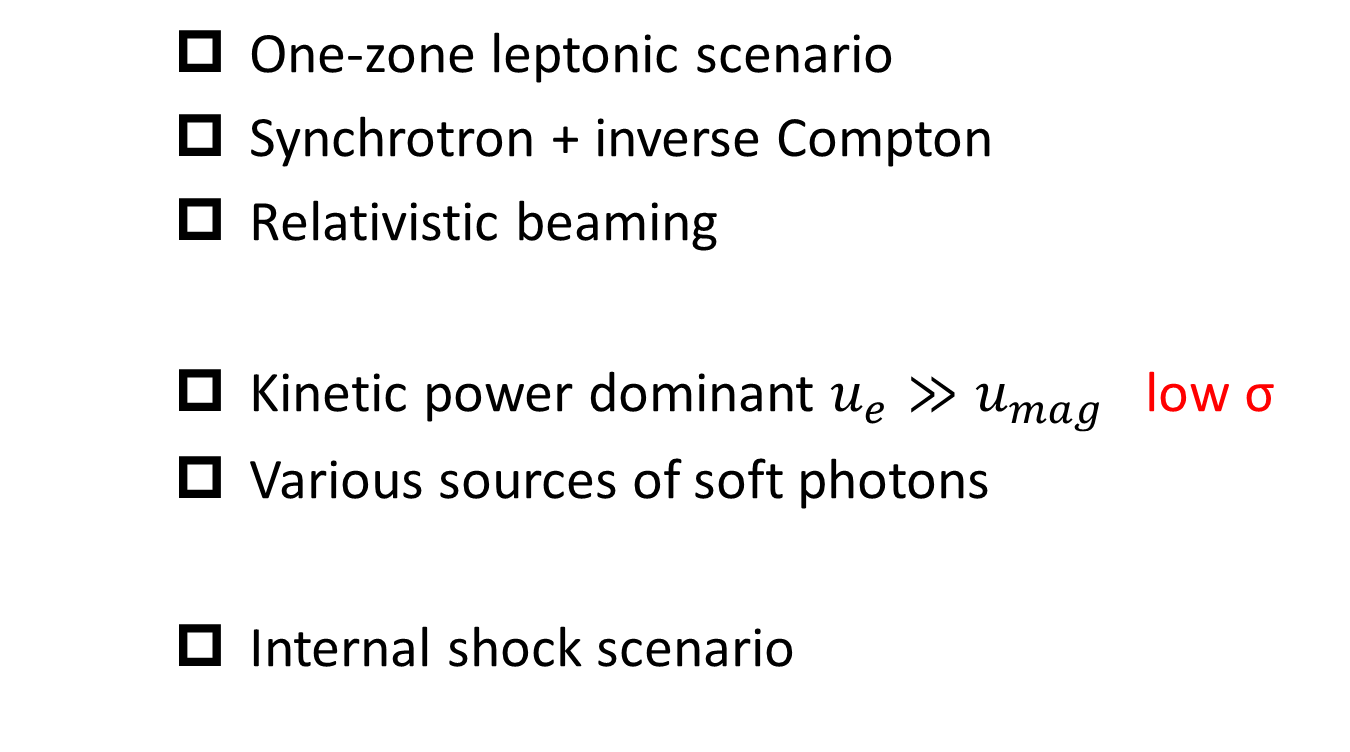 One-zone leptonic scenario
Synchrotron + inverse Compton
Relativistic beaming
Kinetic power dominant u_e ≫ u_mag low σ
Various sources of soft photons
Internal shock scenario